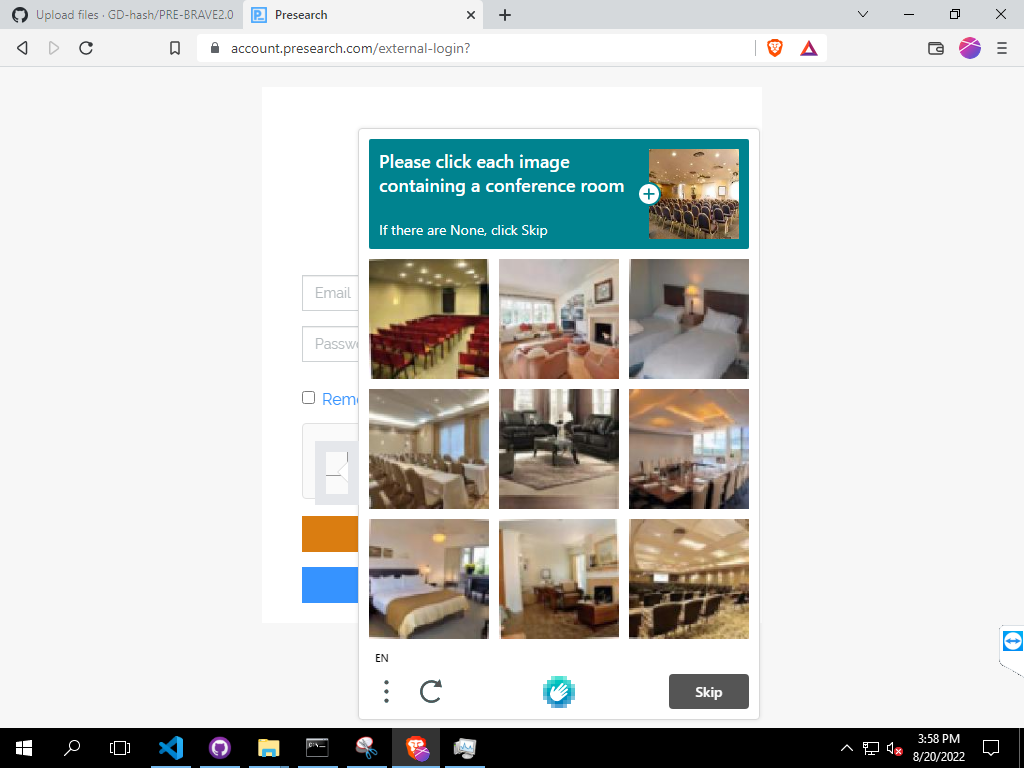 Upload files · GD-hash/PRE-BRAVE2.0
Presearch
account.presearch.com/external-login?
Please click each image
containing a conference room
If there are None, click Skip
Email
Passw
Reme
EN
Skip
3:58 PM
8/20/2022